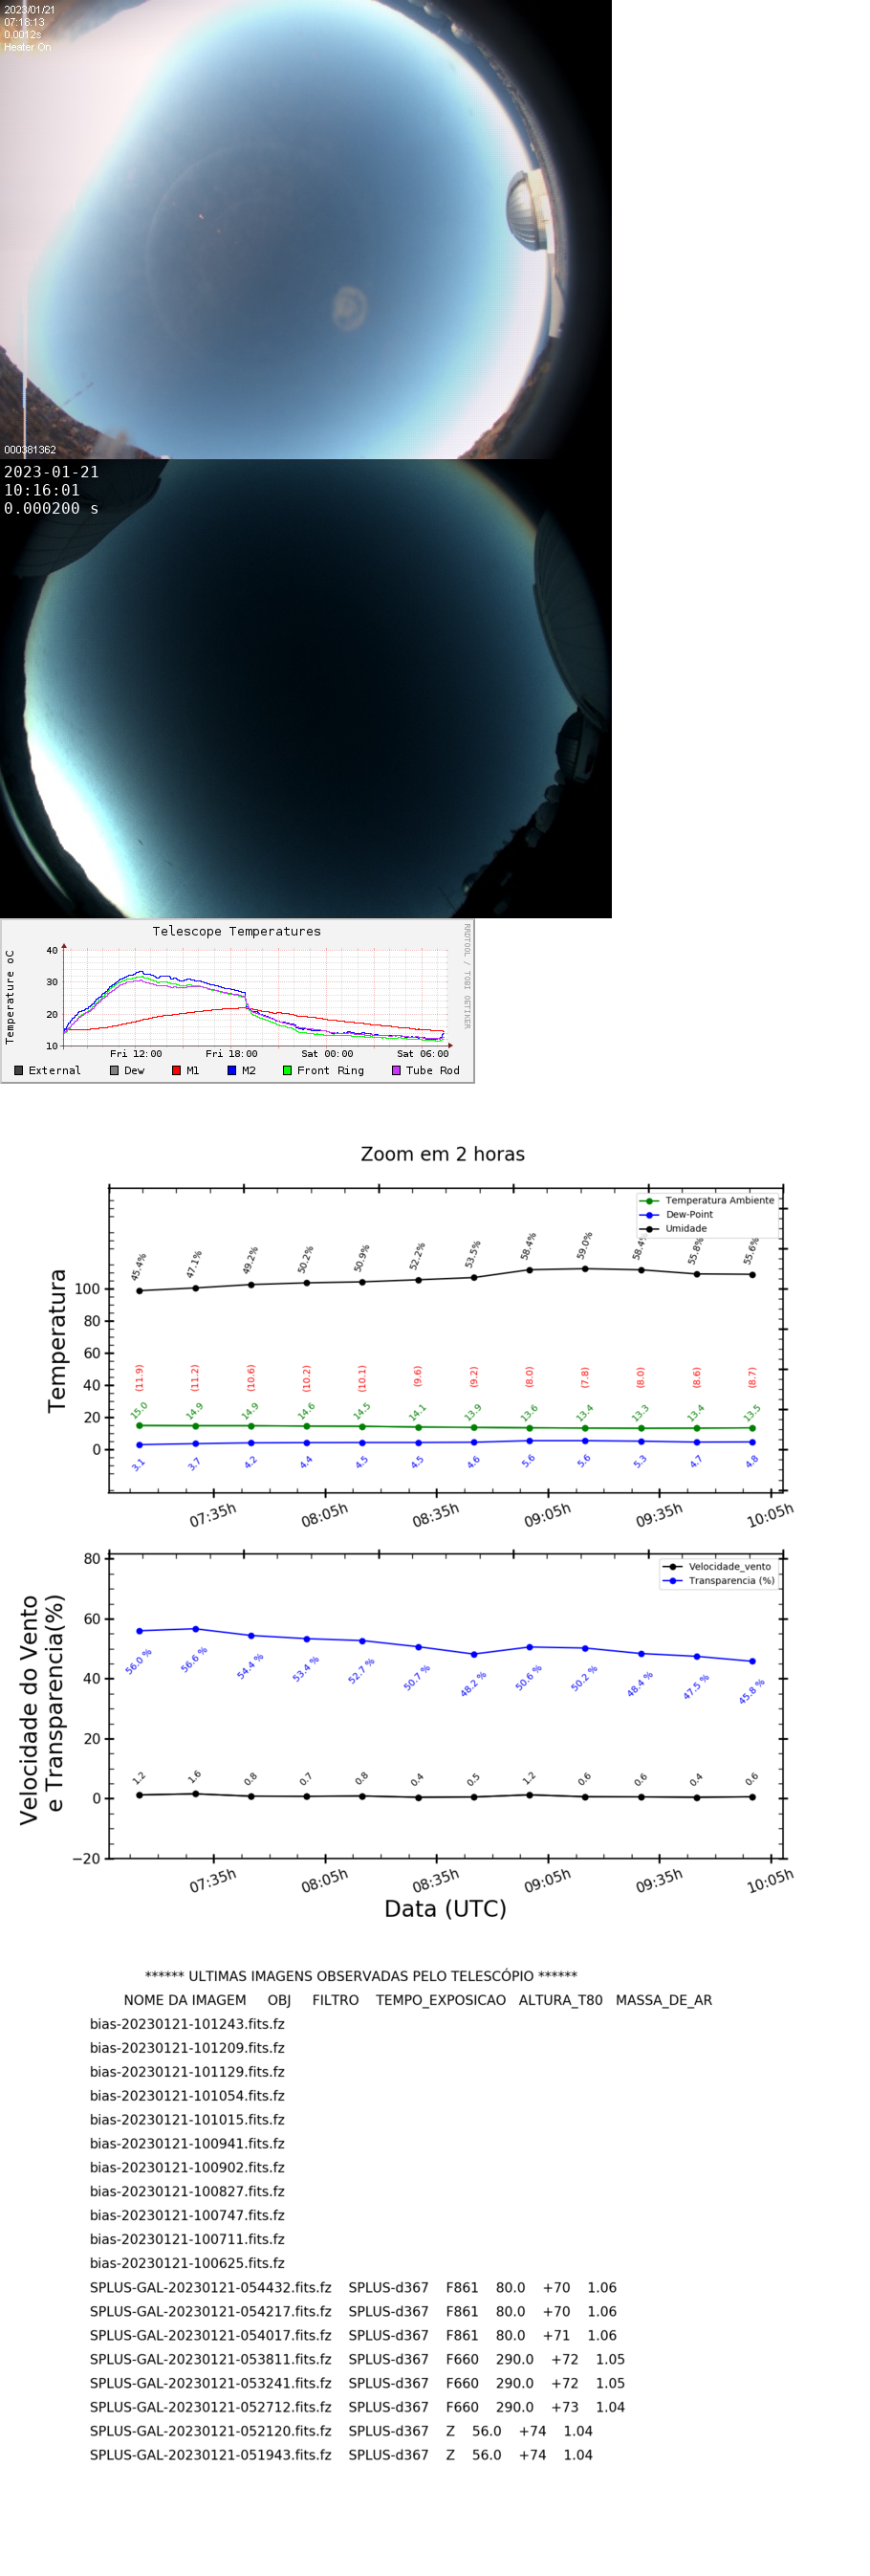 2023/01/21
07:16:13
0.0012s
Heater On
000381362
2023-01-21
10:16:01
0.000200 s
Telescope Temperatures
RRDTOOL / TOBI OETIKER
Temperature oC
40
30
20
10
Fri 12:00 Fri 18:00 Sat 00:00 Sat 06:00
External Dew M1 M2 Front Ring Tube Rod
Zoom em 2 horas
Temperatura Ambiente
Dew-Point
Umidade
45.4% 47.1% 49.2% 50.2% 50.9% 52.2% 53.5% 58.4% 59.0% 58.4% 55.8% 55.6%
Temperatura
100
80
60
40
20
0
(11.9) (11.2) (10.6) (10.2) (10.1) (9.6) (9.2) (8.0) (7.8) (8.0) (8.6) (8.7)
15.0 14.9 14.9 14.6 14.5 14.1 13.9 13.6 13.4 13.3 13.4 13.5
3.1 3.7 4.2 4.4 4.5 4.5 4.6 5.6 5.6 5.3 4.7 4.8
07:35h 08:05h 08:35h 09:05h 09:35h 10:05h
Velocidade do Vento
e Transparencia(%)
80
60
40
20
0
−20
Velocidade_vento
Transparencia (%)
56.0 % 56.6 % 54.4 % 53.4 % 52.7 % 50.7 % 48.2 % 50.6 % 50.2 % 48.4 % 47.5 % 45.8 %
1.2 1.6 0.8 0.7 0.8 0.4 0.5 1.2 0.6 0.6 0.4 0.6
07:35h 08:05h 08:35h 09:05h 09:35h 10:05h
Data (UTC)
****** ULTIMAS IMAGENS OBSERVADAS PELO TELESCÓPIO ******
NOME DA IMAGEM OBJ FILTRO TEMPO_EXPOSICAO ALTURA_T80 MASSA_DE_AR
bias-20230121-101243.fits.fz
bias-20230121-101209.fits.fz
bias-20230121-101129.fits.fz
bias-20230121-101054.fits.fz
bias-20230121-101015.fits.fz
bias-20230121-100941.fits.fz
bias-20230121-100902.fits.fz
bias-20230121-100827.fits.fz
bias-20230121-100747.fits.fz
bias-20230121-100711.fits.fz
bias-20230121-100625.fits.fz
SPLUS-GAL-20230121-054432.fits.fz SPLUS-d367 F861 80.0 +70 1.06
SPLUS-GAL-20230121-054217.fits.fz SPLUS-d367 F861 80.0 +70 1.06
SPLUS-GAL-20230121-054017.fits.fz SPLUS-d367 F861 80.0 +71 1.06
SPLUS-GAL-20230121-053811.fits.fz SPLUS-d367 F660 290.0 +72 1.05
SPLUS-GAL-20230121-053241.fits.fz SPLUS-d367 F660 290.0 +72 1.05
SPLUS-GAL-20230121-052712.fits.fz SPLUS-d367 F660 290.0 +73 1.04
SPLUS-GAL-20230121-052120.fits.fz SPLUS-d367 Z 56.0 +74 1.04
SPLUS-GAL-20230121-051943.fits.fz SPLUS-d367 Z 56.0 +74 1.04